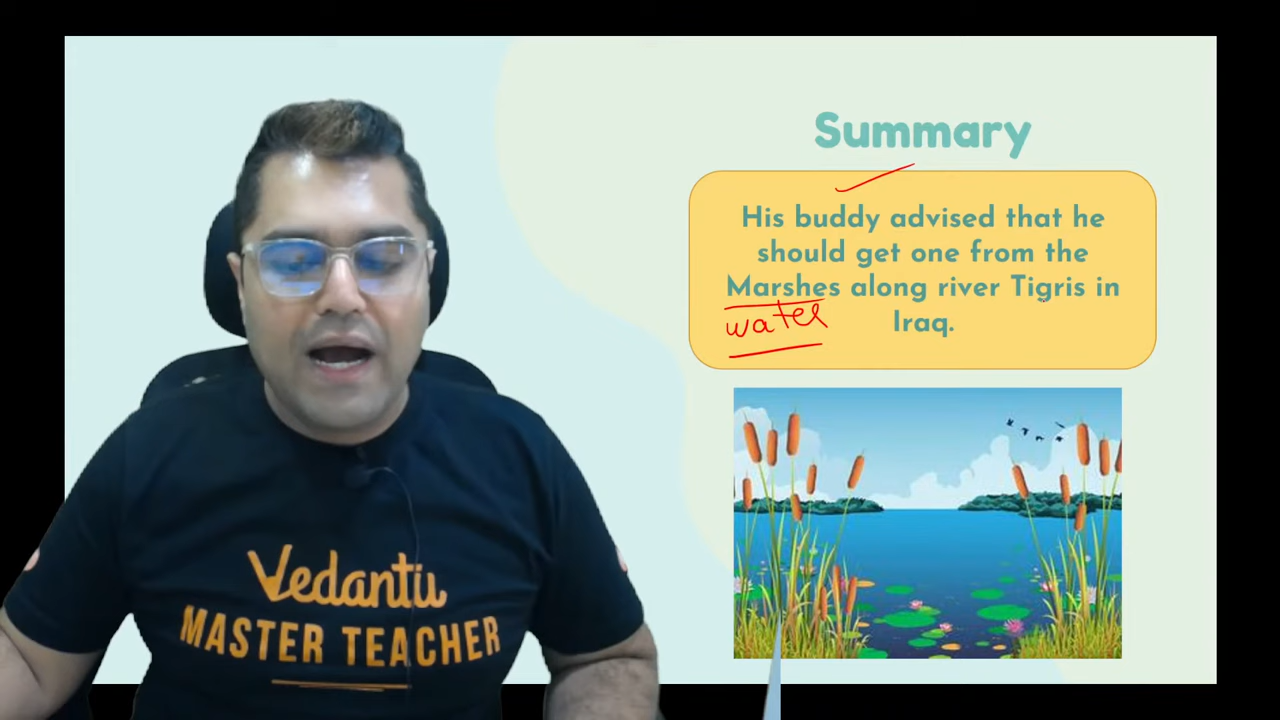 Summary
His buddy advised that he
should get one from the
Marshes along river Tigris in
water
Iraq.
Vedantu
MASTER TEACHER